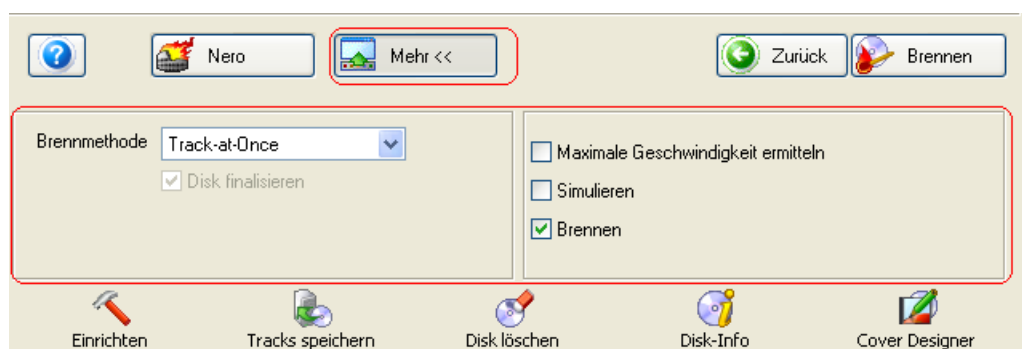 Nero
Mehr <<
Zurück
Brennen
Brennmethode
Track-at-Once
Disk finalisieren
Maximale Geschwindigkeit ermitteln
Simulieren
Brennen
Einrichten
Tracks speichern
Disk löschen
Disk-Info
Cover Designer